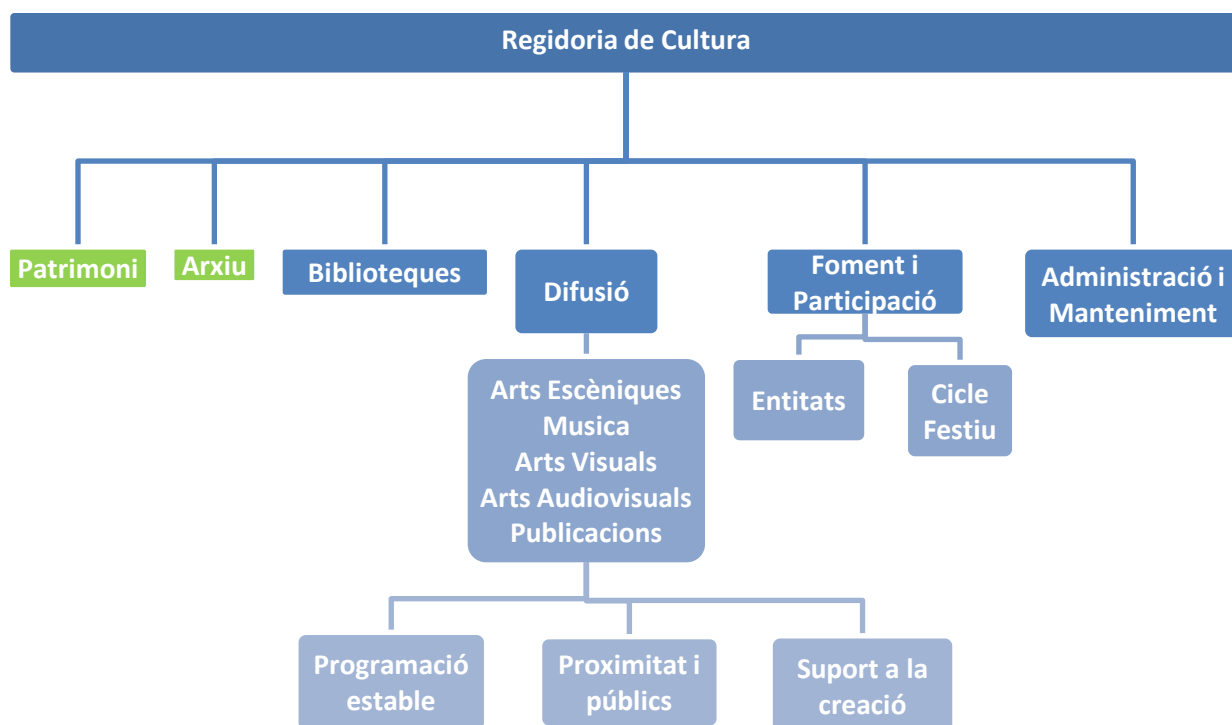 Regidoria de Cultura
Patrimoni
Arxiu
Biblioteques
Difusió
Foment i
Participació
Administració i
Manteniment
Arts Escèniques
Musica
Arts Visuals
Arts Audiovisuals
Publicacions
Entitats
Cicle
Festiu
Programació
estable
Proximitat i
públics
Suport a la
creació